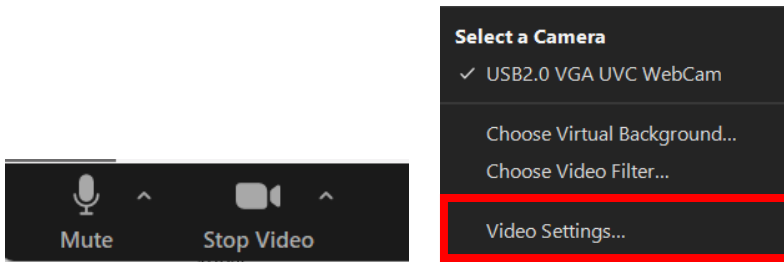 Mute
Stop Video
Select a Camera
USB2.0 VGA UVC WebCam
Choose Virtual Background...
Choose Video Filter...
Video Settings...